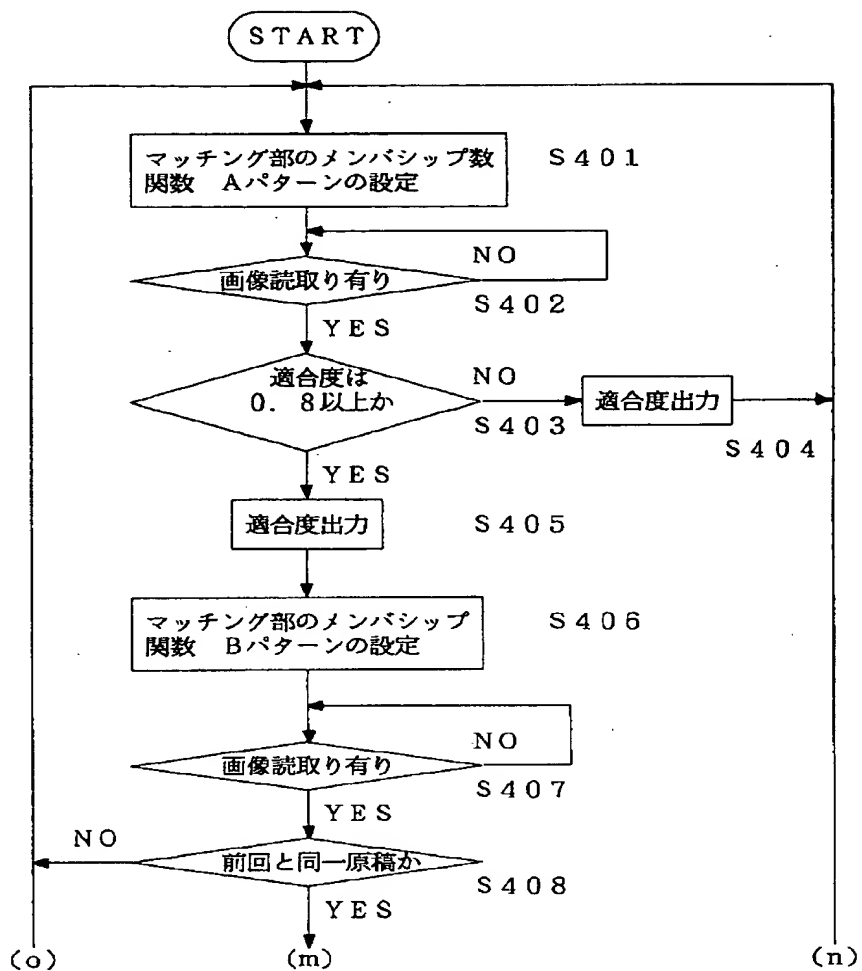 START
マッチング部のメンバシップ数
関数 Aパターンの設定
S401
NO
画像読取り有り
S402
YES
適合度は
0.8以上か
NO
S403
適合度出力
S404
YES
適合度出力
S405
マッチング部のメンバシップ
関数 Bパターンの設定
S406
NO
画像読取り有り
S407
YES
NO
前回と同一原稿か
S408
YES
(o)
(m)
(n)